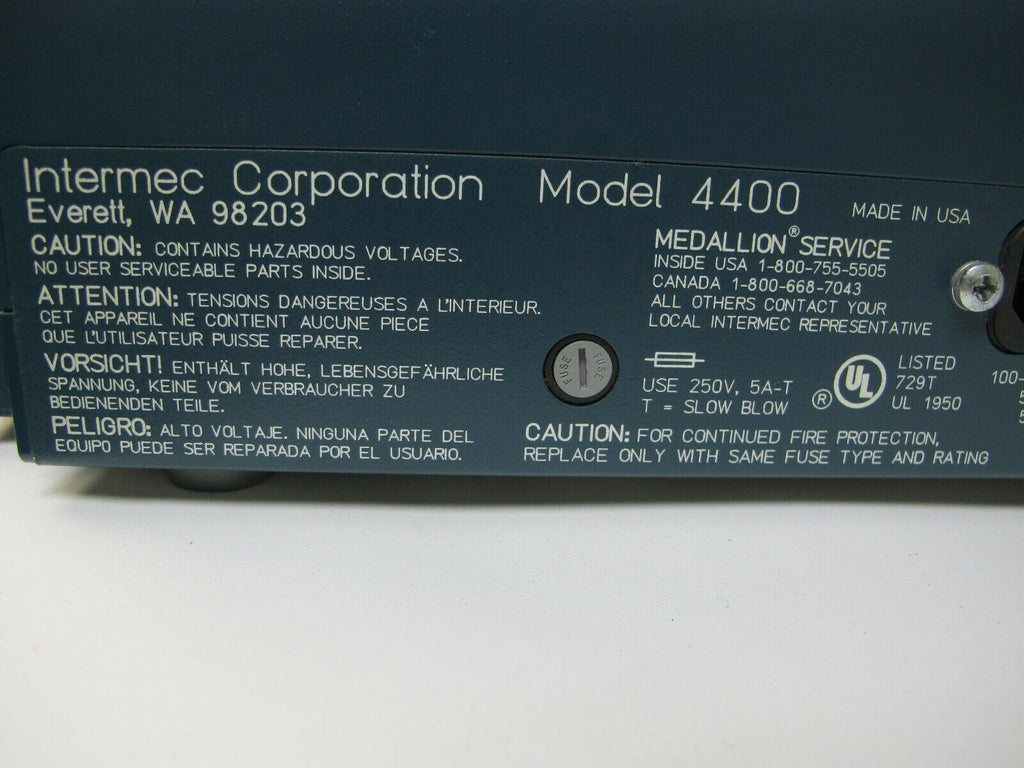 Intermec Corporation Model 4400 MADE IN USA
Everett, WA 98203
CAUTION: CONTAINS HAZARDOUS VOLTAGES.
NO USER SERVICEABLE PARTS INSIDE.
ATTENTION: TENSIONS DANGEREUSES A L'INTERIEUR.
CET APPAREIL NE CONTIENT AUCUNE PIECE
QUE L'UTILISATEUR PUISSE REPARER.
VORSICHT! ENTHÄLT HOHE, LEBENSGEFÄHRLICHE
SPANNUNG, KEINE VOM VERBRAUCHER ZU
BEDIENENDEN TEILE.
PELIGRO: ALTO VOLTAJE. NINGUNA PARTE DEL
EQUIPO PUEDE SER REPARADA POR EL USUARIO.
MEDALLION® SERVICE
INSIDE USA 1-800-755-5505
CANADA 1-800-668-7043
ALL OTHERS CONTACT YOUR
LOCAL INTERMEC REPRESENTATIVE
FUSE FUSE
USE 250V, 5A-T
T = SLOW BLOW
® UL
LISTED
729T
UL 1950
100-
CAUTION: FOR CONTINUED FIRE PROTECTION,
REPLACE ONLY WITH SAME FUSE TYPE AND RATING